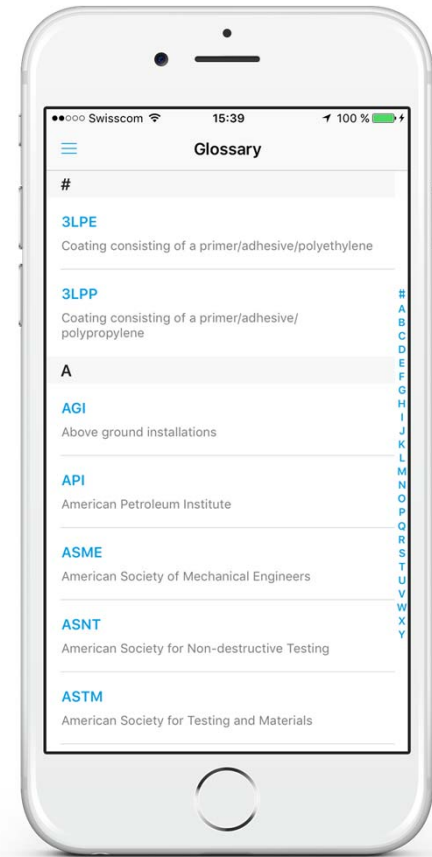 Swisscom 15:39 100 %
Glossary
#
3LPE
Coating consisting of a primer/adhesive/polyethylene
3LPP
Coating consisting of a primer/adhesive/
polypropylene
A
AGI
Above ground installations
API
American Petroleum Institute
ASME
American Society of Mechanical Engineers
ASNT
American Society for Non-destructive Testing
ASTM
American Society for Testing and Materials
#
A
B
C
D
E
F
G
H
I
J
K
L
M
N
O
P
Q
R
S
T
U
V
W
X
Y